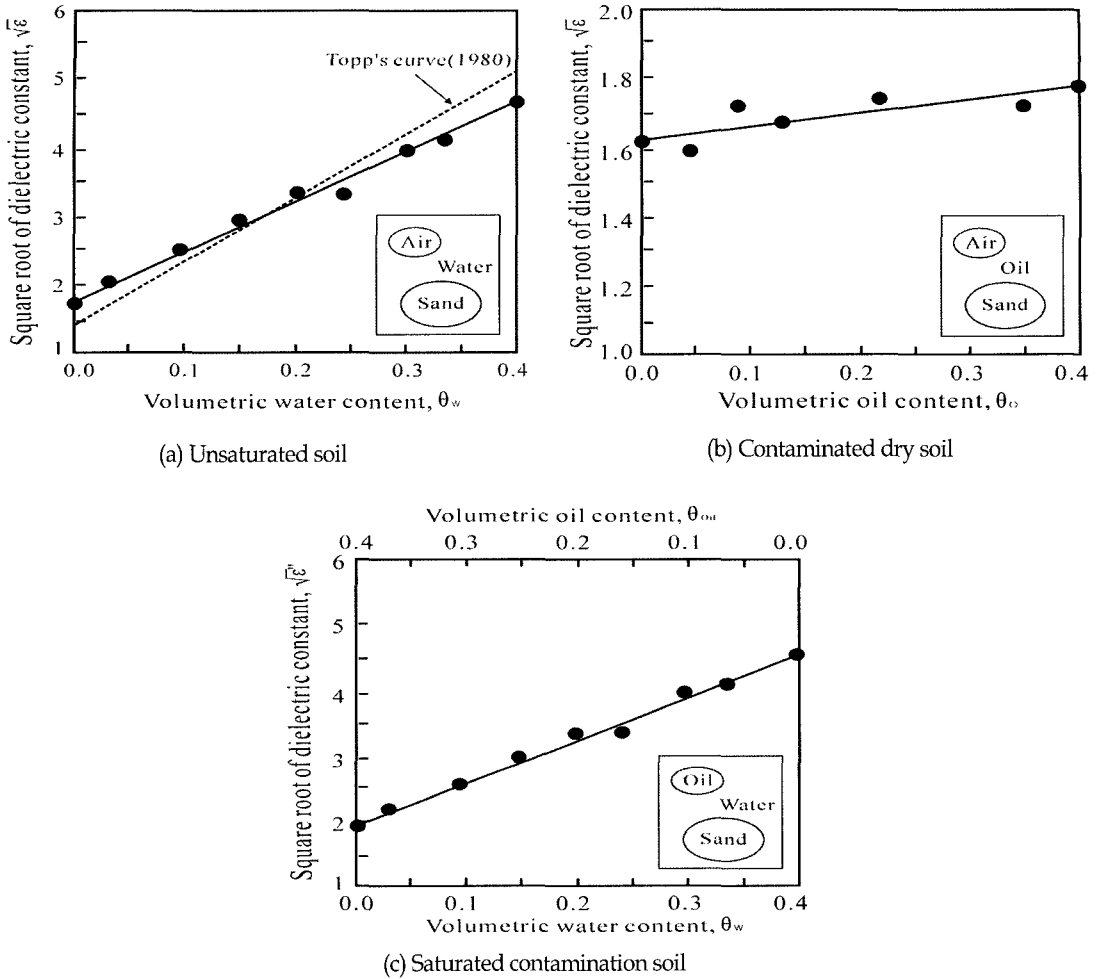 Square root of dielectric constant, √ε
6
5
4
3
2
1
Topp's curve(1980)
Air
Water
Sand
0.0 0.1 0.2 0.3 0.4
Volumetric water content, θw
(a) Unsaturated soil
Square root of dielectric constant, √ε
2.0
1.8
1.6
1.4
1.2
1.0
Air
Oil
Sand
0.0 0.1 0.2 0.3 0.4
Volumetric oil content, θo
(b) Contaminated dry soil
Volumetric oil content, θOil
0.4 0.3 0.2 0.1 0.0
Square root of dielectric constant, √ε"
6
5
4
3
2
1
Oil
Water
Sand
0.0 0.1 0.2 0.3 0.4
Volumetric water content, θw
(c) Saturated contamination soil